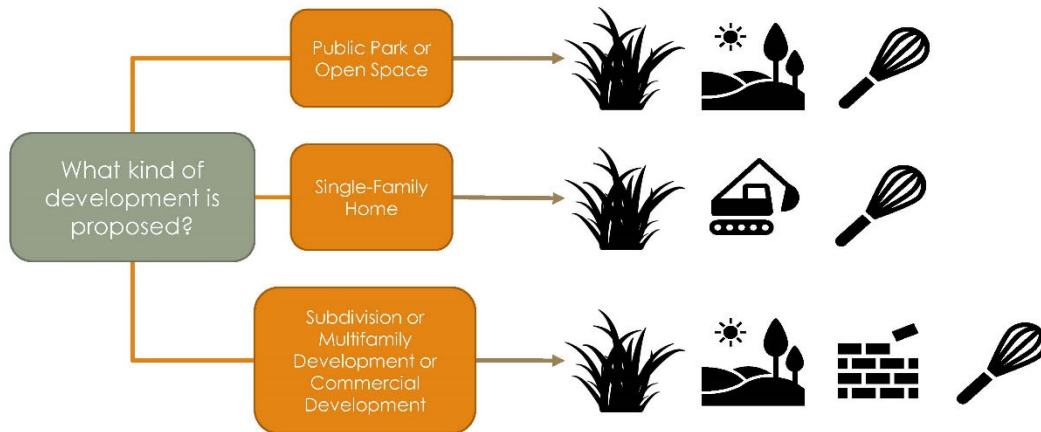 Public Park or
Open Space
What kind of
development is
proposed?
Single-Family
Home
Subdivision or
Multifamily
Development or
Commercial
Development